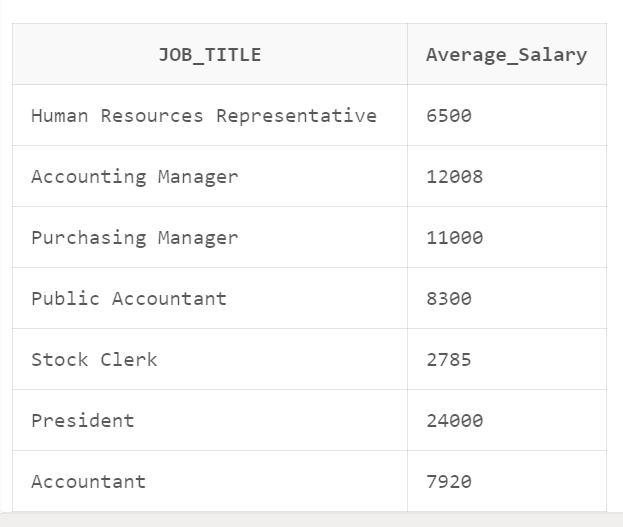 JOB_TITLE Average_Salary
Human Resources Representative 6500
Accounting Manager 12008
Purchasing Manager 11000
Public Accountant 8300
Stock Clerk 2785
President 24000
Accountant 7920